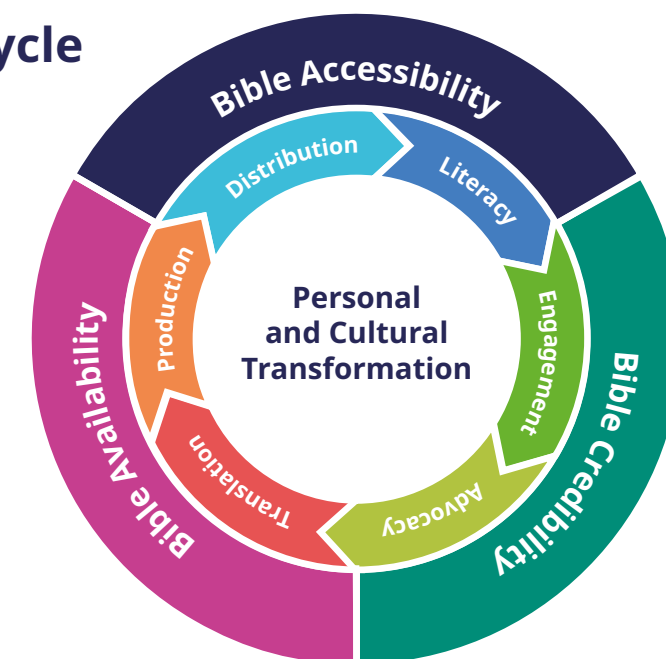 ycle
Bible Accessibility
Distribution
Literacy
Production
Engagement
Personal
and Cultural
Transformation
Bible Availability
Bible Credibility
Translation
Advocacy